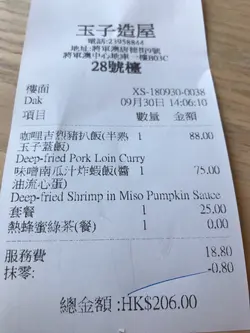 玉子造屋
電話:23958864
地址:將軍澳唐德街9號
將軍澳中心地庫一樓B03C
28號檯
樓面 XS-180930-0038
Dak 09月30日 14:06:10
項目 數量 金額
咖喱吉列豬扒飯(半熟 1 88.00
玉子蓋飯)
Deep-fried Pork Loin Curry
味噌南瓜汁炸蝦飯(醬 1 75.00
油流心蛋)
Deep-fried Shrimp in Miso Pumpkin Sauce
套餐 1 25.00
熱蜂蜜綠茶(餐) 1 0.00
服務費 18.80
抹零: -0.80
總金額 :HK$206.00